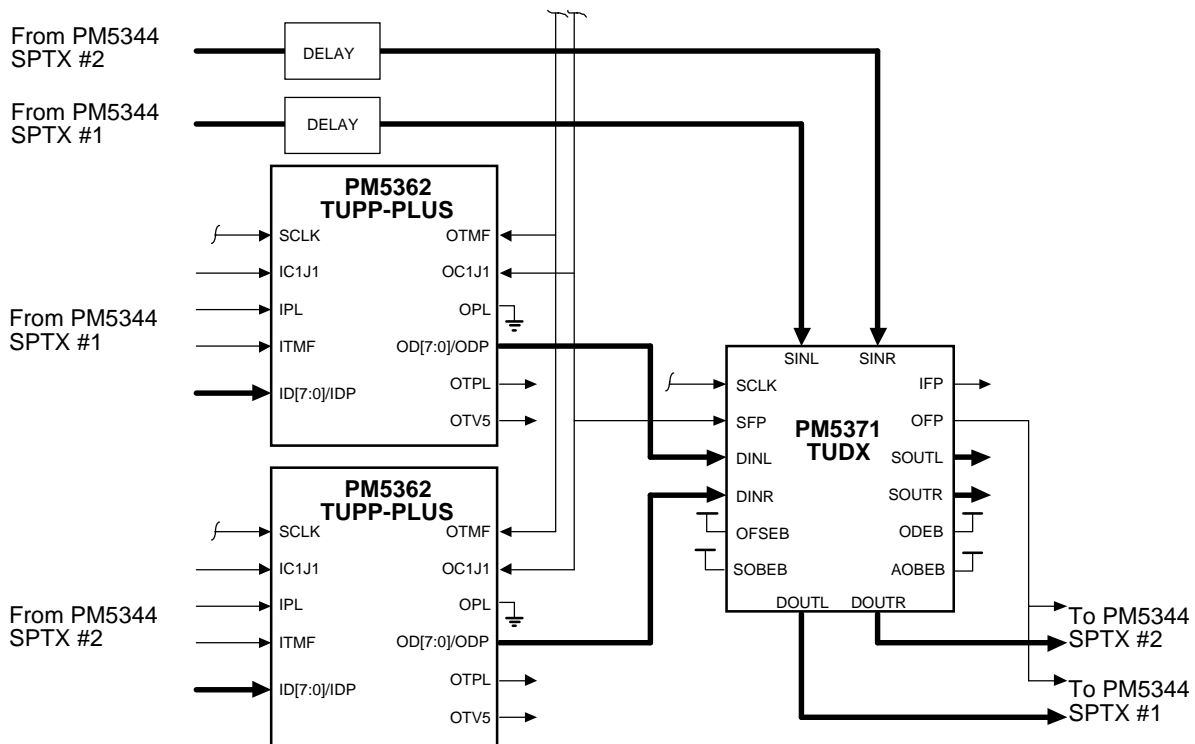 From PM5344
SPTX #2
DELAY
From PM5344
SPTX #1
DELAY
PM5362
TUPP-PLUS
SCLK
OTMF
IC1J1
OC1J1
IPL
OPL
ITMF
OD[7:0]/ODP
ID[7:0]/IDP
OTPL
OTV5
From PM5344
SPTX #1
PM5362
TUPP-PLUS
SCLK
OTMF
IC1J1
OC1J1
IPL
OPL
ITMF
OD[7:0]/ODP
ID[7:0]/IDP
OTPL
OTV5
From PM5344
SPTX #2
SINL
SINR
SCLK
IFP
SFP
OFP
PM5371
TUDX
DINL
SOUTL
DINR
SOUTR
OFSEB
ODEB
SOBEB
AOBEB
DOUTL
DOUTR
To PM5344
SPTX #2
To PM5344
SPTX #1